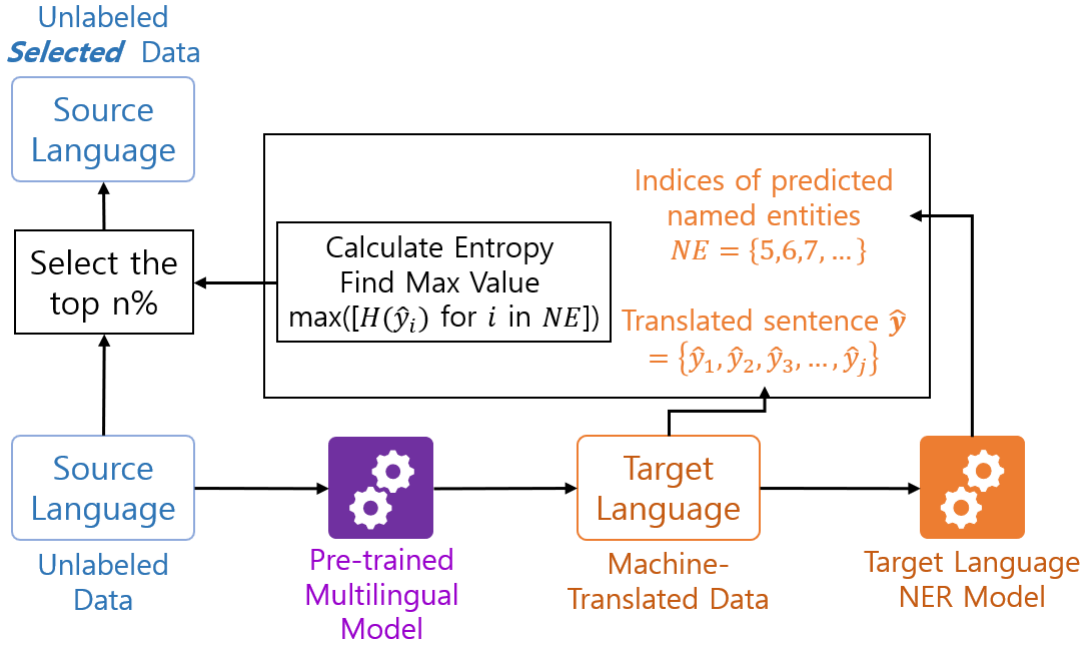 Unlabeled
Selected Data
Source
Language
Select the
top n%
Calculate Entropy
Find Max Value
max([H(ŷᵢ) for i in NE])
Indices of predicted
named entities
NE = {5,6,7, ... }
Translated sentence ŷ
= {ŷ₁, ŷ₂, ŷ₃, ..., ŷⱼ}
Source
Language
Unlabeled
Data
Pre-trained
Multilingual
Model
Target
Language
Machine-
Translated Data
Target Language
NER Model